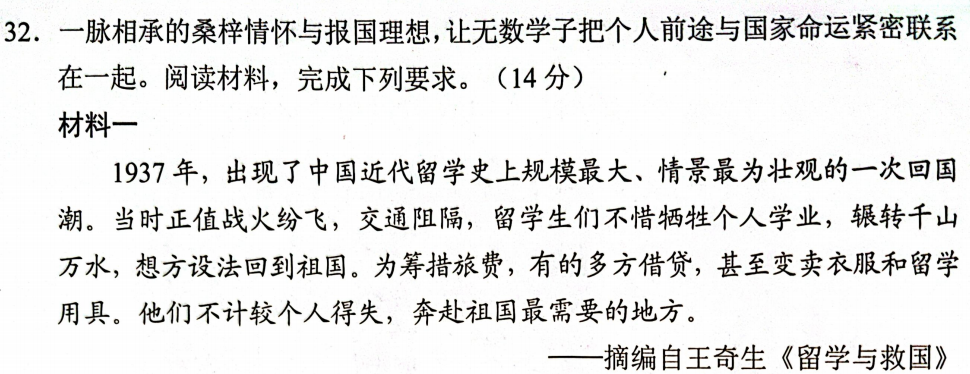 32. 一脉相承的桑梓情怀与报国理想，让无数学子把个人前途与国家命运紧密联系
在一起。阅读材料，完成下列要求。（14 分）
材料一
1937 年，出现了中国近代留学史上规模最大、情景最为壮观的一次回国
潮。当时正值战火纷飞，交通阻隔，留学生们不惜牺牲个人学业，辗转千山
万水，想方设法回到祖国。为筹措旅费，有的多方借贷，甚至变卖衣服和留学
用具。他们不计较个人得失，奔赴祖国最需要的地方。
——摘编自王奇生《留学与救国》